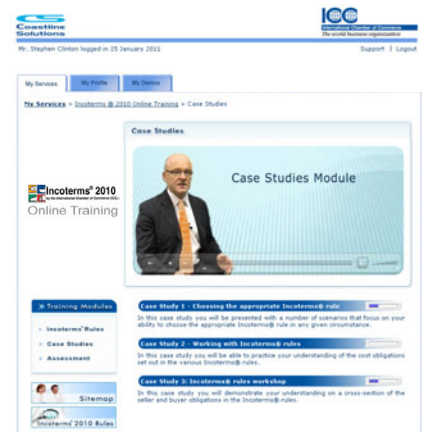 Coastline
Solutions
ICC
International Chamber of Commerce
The world business organization
Mr. Stephen Clinton logged in 25 January 2011
Support | Logout
My Services
My Profile
My Demos
My Services » Incoterms ® 2010 Online Training » Case Studies
Case Studies
Case Studies Module
Incoterms® 2010
by the International Chamber of Commerce (ICC)
Online Training
Training Modules
Incoterms® Rules
Case Studies
Assessment
Sitemap
Incoterms® 2010 Rules
Case Study 1 - Choosing the appropriate Incoterms® rule
In this case study you will be presented with a number of scenarios that focus on your
ability to choose the appropriate Incoterms® rule in any given circumstance.
Case Study 2 - Working with Incoterms® rules
In this case study you will be able to practice your understanding of the cost obligations
set out in the various Incoterms® rules.
Case Study 3: Incoterms® rules workshop
In this case study you will demonstrate your understanding on a cross-section of the
seller and buyer obligations in the Incoterms® rules.